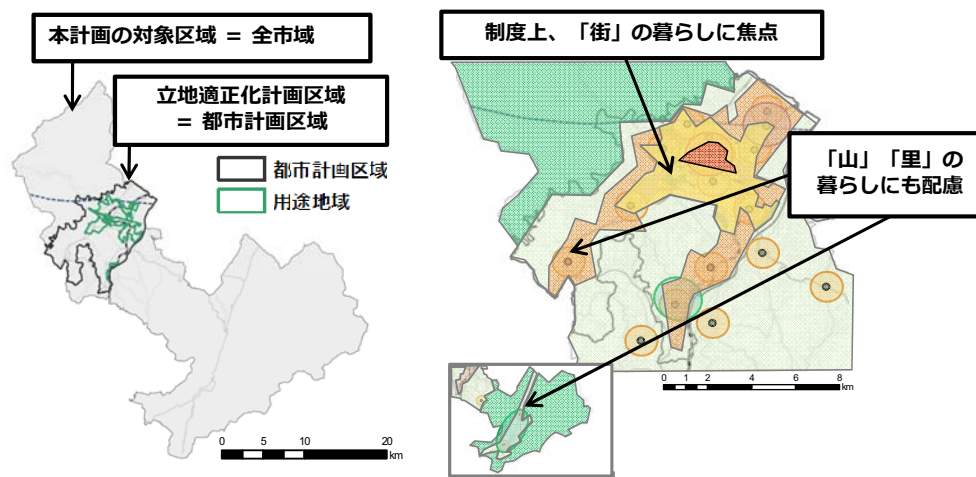 本計画の対象区域 = 全市域
立地適正化計画区域
= 都市計画区域
都市計画区域
用途地域
0 5 10 20
km
制度上、「街」の暮らしに焦点
「山」「里」の
暮らしにも配慮
0 1 2 4 6 8
km